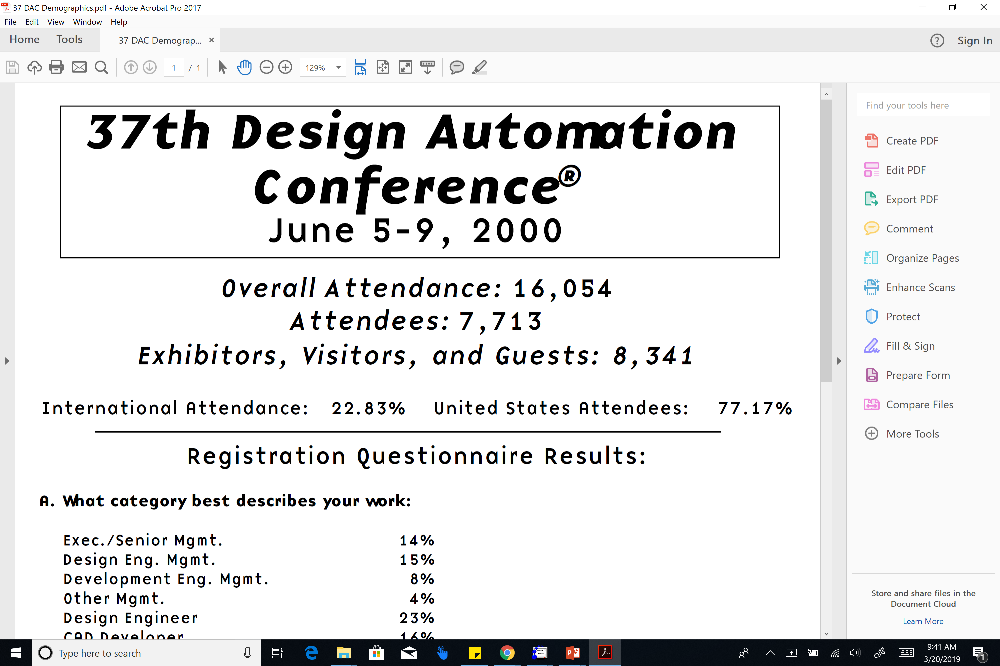 37 DAC Demographics.pdf - Adobe Acrobat Pro 2017
File Edit View Window Help
Home Tools 37 DAC Demograp... × ? Sign In
1 / 1 129%
Find your tools here
Create PDF
Edit PDF
Export PDF
Comment
Organize Pages
Enhance Scans
Protect
Fill & Sign
Prepare Form
Compare Files
More Tools
Store and share files in the
Document Cloud
Learn More
37th Design Automation
Conference®
June 5-9, 2000
Overall Attendance: 16,054
Attendees: 7,713
Exhibitors, Visitors, and Guests: 8,341
International Attendance: 22.83% United States Attendees: 77.17%
Registration Questionnaire Results:
A. What category best describes your work:
Exec./Senior Mgmt. 14%
Design Eng. Mgmt. 15%
Development Eng. Mgmt. 8%
Other Mgmt. 4%
Design Engineer 23%
CAD Developer 16%
Type here to search
9:41 AM
3/20/2019
1